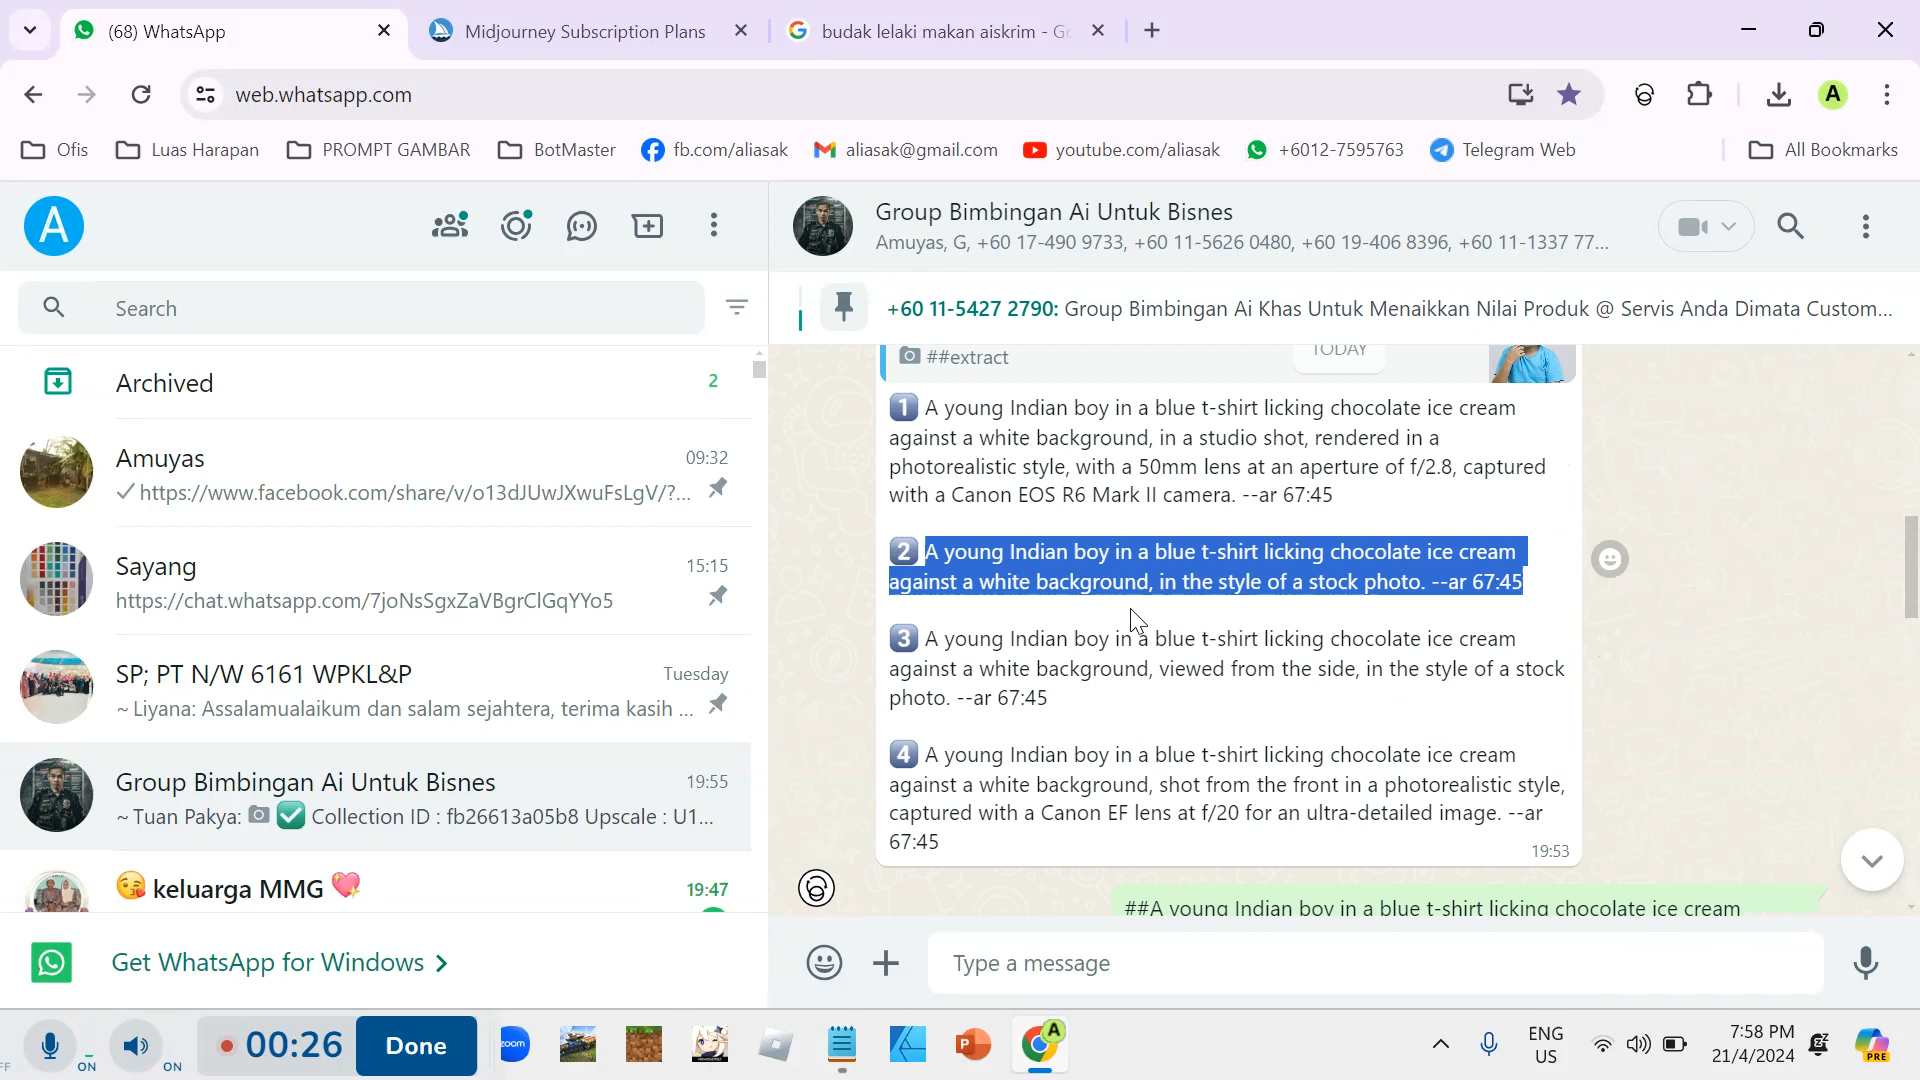 (68) WhatsApp
Midjourney Subscription Plans
budak lelaki makan aiskrim - Go
web.whatsapp.com
A
Ofis
Luas Harapan
PROMPT GAMBAR
BotMaster
fb.com/aliasak
aliasak@gmail.com
youtube.com/aliasak
+6012-7595763
Telegram Web
All Bookmarks
A
Search
Archived
2
Amuyas
09:32
https://www.facebook.com/share/v/o13dJUwJXwuFsLgV/?...
Sayang
15:15
https://chat.whatsapp.com/7joNsSgxZaVBgrClGqYYo5
SP; PT N/W 6161 WPKL&P
Tuesday
~ Liyana: Assalamualaikum dan salam sejahtera, terima kasih ...
Group Bimbingan Ai Untuk Bisnes
19:55
~ Tuan Pakya: 📷 ✅ Collection ID : fb26613a05b8 Upscale : U1...
😘 keluarga MMG 💖
19:47
Get WhatsApp for Windows
Group Bimbingan Ai Untuk Bisnes
Amuyas, G, +60 17-490 9733, +60 11-5626 0480, +60 19-406 8396, +60 11-1337 77...
+60 11-5427 2790: Group Bimbingan Ai Khas Untuk Menaikkan Nilai Produk @ Servis Anda Dimata Custom...
##extract
TODAY
1️⃣ A young Indian boy in a blue t-shirt licking chocolate ice cream
against a white background, in a studio shot, rendered in a
photorealistic style, with a 50mm lens at an aperture of f/2.8, captured
with a Canon EOS R6 Mark II camera. --ar 67:45
2️⃣ A young Indian boy in a blue t-shirt licking chocolate ice cream
against a white background, in the style of a stock photo. --ar 67:45
3️⃣ A young Indian boy in a blue t-shirt licking chocolate ice cream
against a white background, viewed from the side, in the style of a stock
photo. --ar 67:45
4️⃣ A young Indian boy in a blue t-shirt licking chocolate ice cream
against a white background, shot from the front in a photorealistic style,
captured with a Canon EF lens at f/20 for an ultra-detailed image. --ar
67:45
19:53
##A young Indian boy in a blue t-shirt licking chocolate ice cream
Type a message
ON
ON
00:26
Done
zoom
A
ENG
US
7:58 PM
21/4/2024
PRE